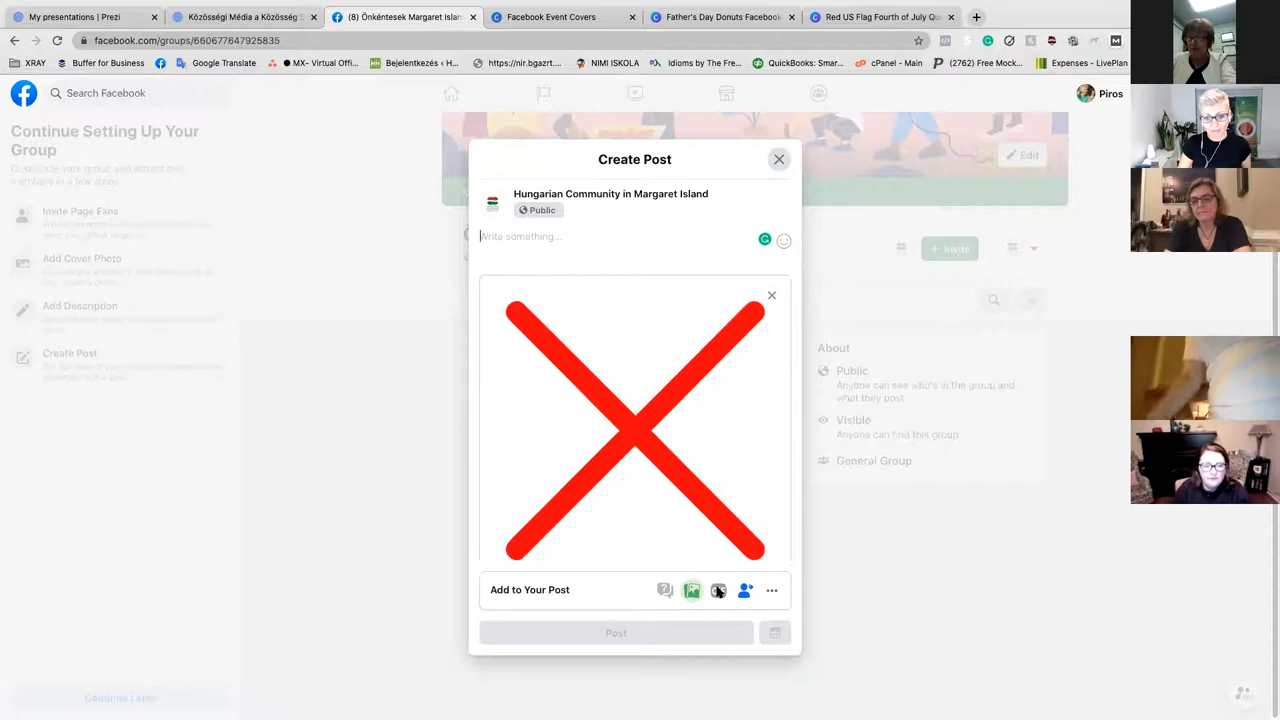 My presentations | Prezi
Közösségi Média a Közösség S
(8) Önkéntesek Margaret Islan
Facebook Event Covers
Father's Day Donuts Facebook
Red US Flag Fourth of July Qu
facebook.com/groups/660677647925835
XRAY
Buffer for Business
Google Translate
MX- Virtual Offi...
Bejelentkezés < H...
https://nir.bgazrt....
NIMI ISKOLA
Idioms by The Fre...
QuickBooks: Smar...
cPanel - Main
(2762) Free Mock...
Expenses - LivePlan
Search Facebook
Piros
Continue Setting Up Your
Group
Invite Page Fans
Add Cover Photo
Add Description
Create Post
Continue Later
Edit
+ Invite
Create Post
Hungarian Community in Margaret Island
Public
Write something...
Add to Your Post
Post
About
Public
Anyone can see who's in the group and
what they post.
Visible
Anyone can find this group.
General Group